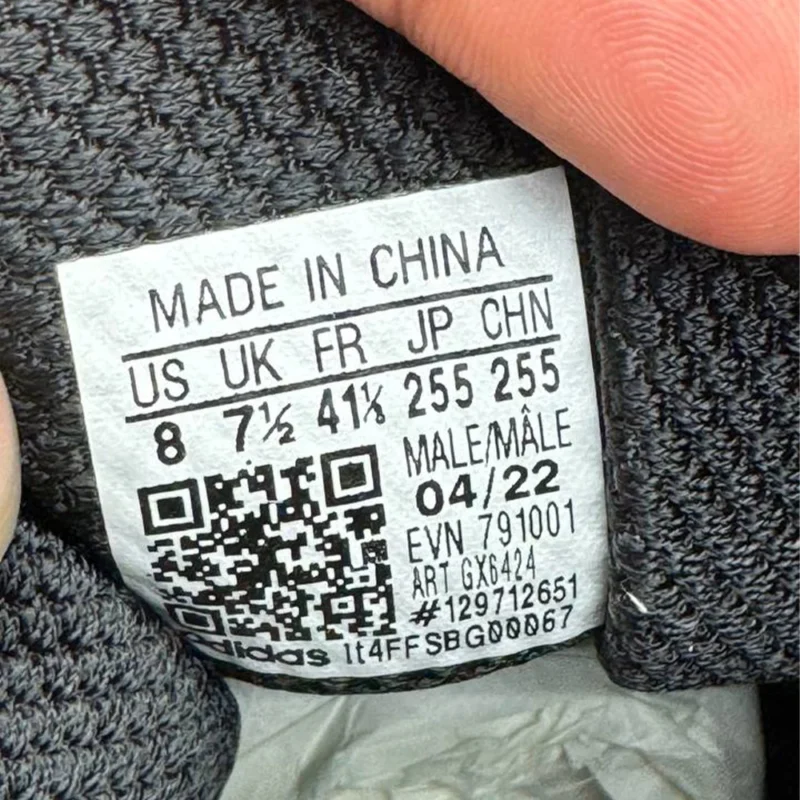 MADE IN CHINA
US UK FR JP CHN
8 7½ 41⅓ 255 255
MALE/MÂLE
04/22
EVN 791001
ART GX6424
#129712651
adidas 1t4FFSBG00067